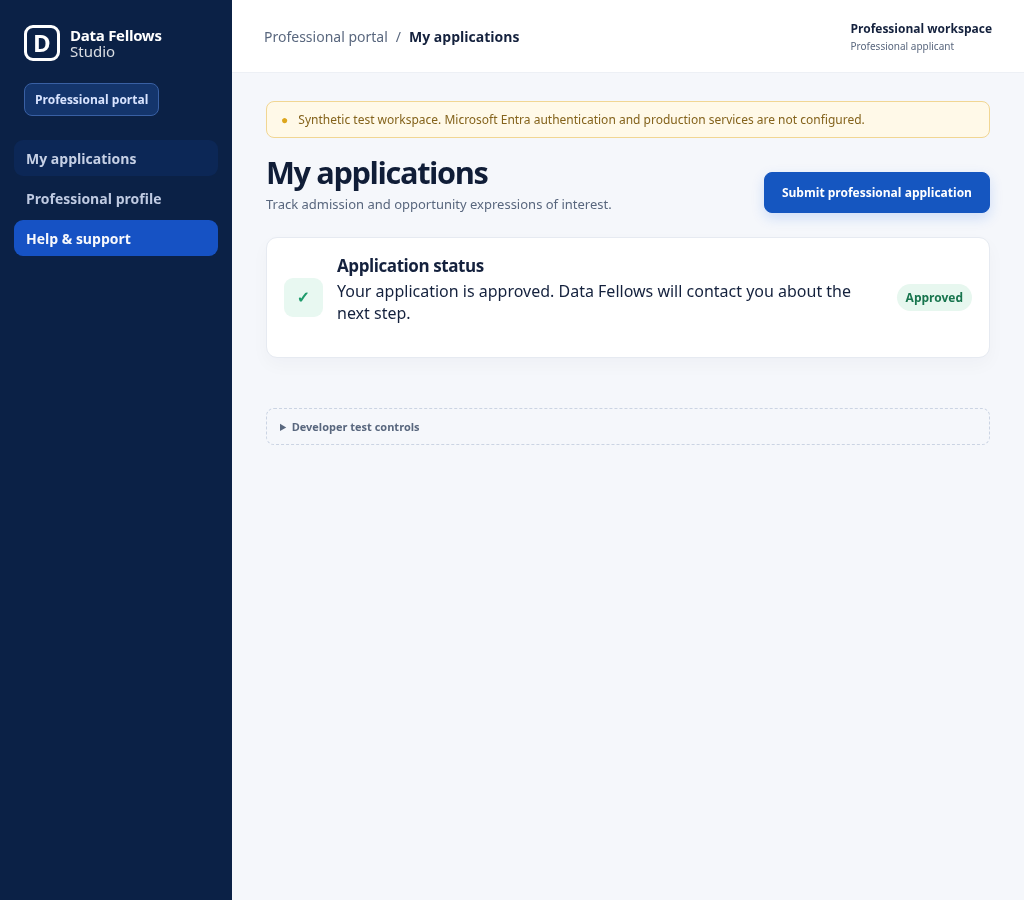 D
Data Fellows
Studio
Professional portal
My applications
Professional profile
Help & support
Professional portal / My applications
Professional workspace
Professional applicant
Synthetic test workspace. Microsoft Entra authentication and production services are not configured.
My applications
Track admission and opportunity expressions of interest.
Submit professional application
Application status
✓
Your application is approved. Data Fellows will contact you about the
next step.
Approved
Developer test controls